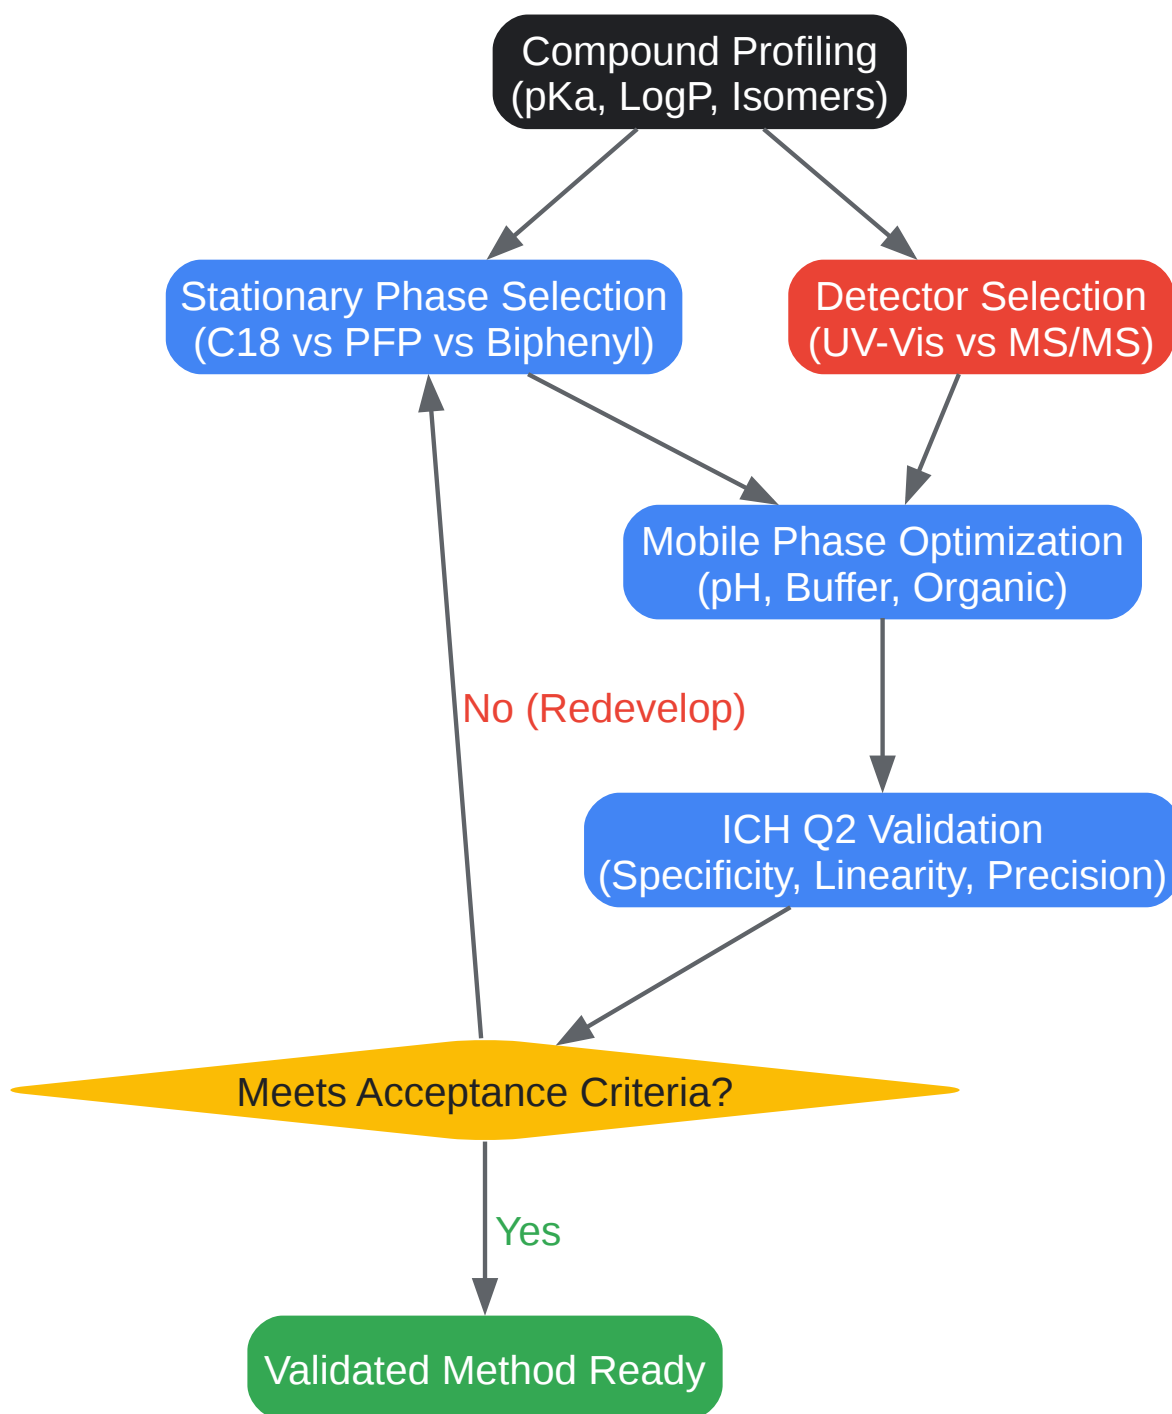 Compound Profiling
(pKa, LogP, Isomers)
Stationary Phase Selection
(C18 vs PFP vs Biphenyl)
Detector Selection
(UV-Vis vs MS/MS)
Mobile Phase Optimization
(pH, Buffer, Organic)
No (Redevelop)
ICH Q2 Validation
(Specificity, Linearity, Precision)
Meets Acceptance Criteria?
Yes
Validated Method Ready